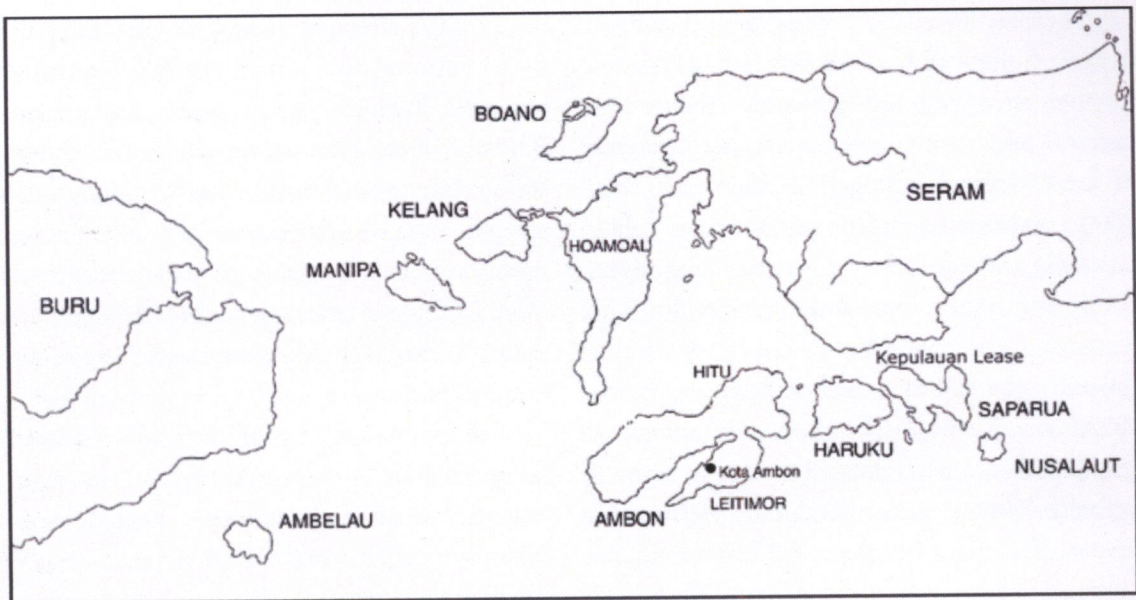 BOANO
SERAM
KELANG
HOAMOAL
MANIPA
BURU
Kepulauan Lease
HITU
SAPARUA
HARUKU
NUSALAUT
Kota Ambon
LEITIMOR
AMBON
AMBELAU